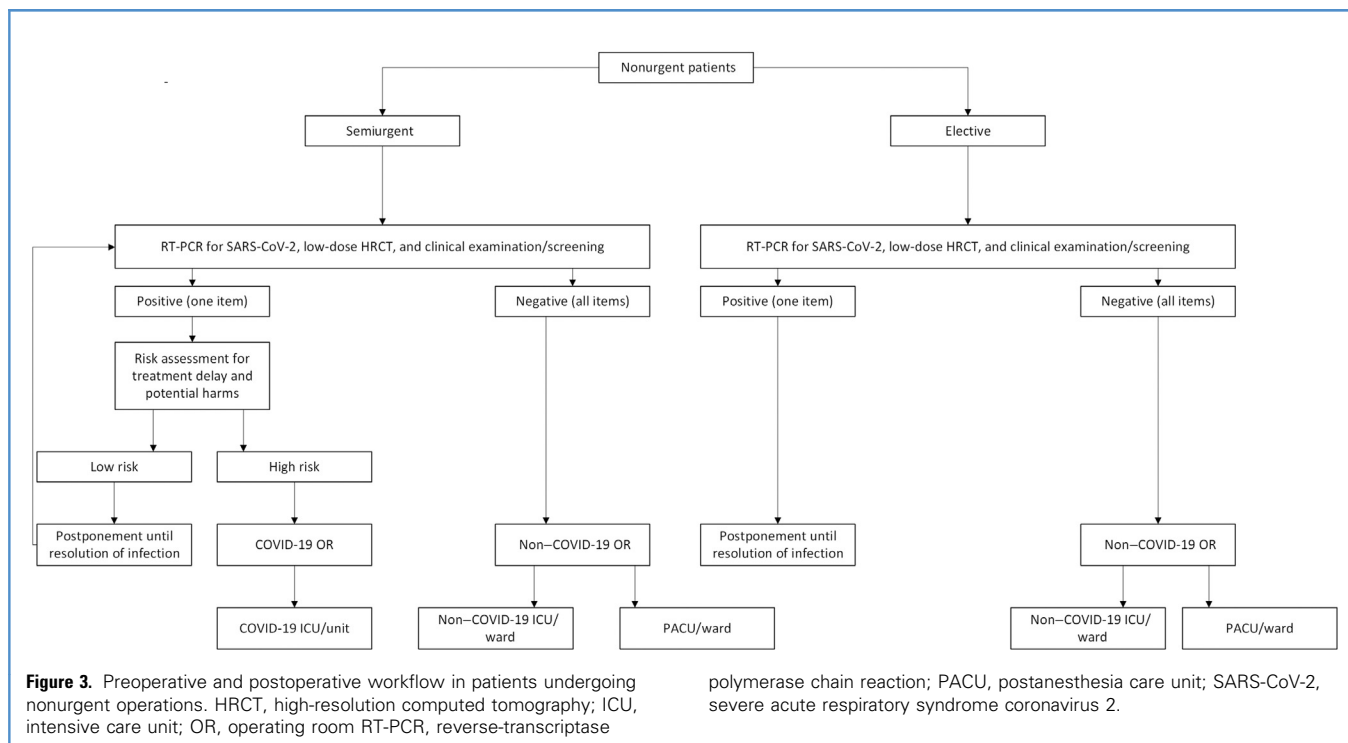 Nonurgent patients
Semiurgent
Elective
RT-PCR for SARS-CoV-2, low-dose HRCT, and clinical examination/screening
RT-PCR for SARS-CoV-2, low-dose HRCT, and clinical examination/screening
Positive (one item)
Negative (all items)
Positive (one item)
Negative (all items)
Risk assessment for
treatment delay and
potential harms
Low risk
High risk
Postponement until
resolution of infection
COVID-19 OR
Non–COVID-19 OR
Postponement until
resolution of infection
Non–COVID-19 OR
COVID-19 ICU/unit
Non–COVID-19 ICU/
ward
PACU/ward
Non–COVID-19 ICU/
ward
PACU/ward
Figure 3. Preoperative and postoperative workflow in patients undergoing
nonurgent operations. HRCT, high-resolution computed tomography; ICU,
intensive care unit; OR, operating room RT-PCR, reverse-transcriptase
polymerase chain reaction; PACU, postanesthesia care unit; SARS-CoV-2,
severe acute respiratory syndrome coronavirus 2.